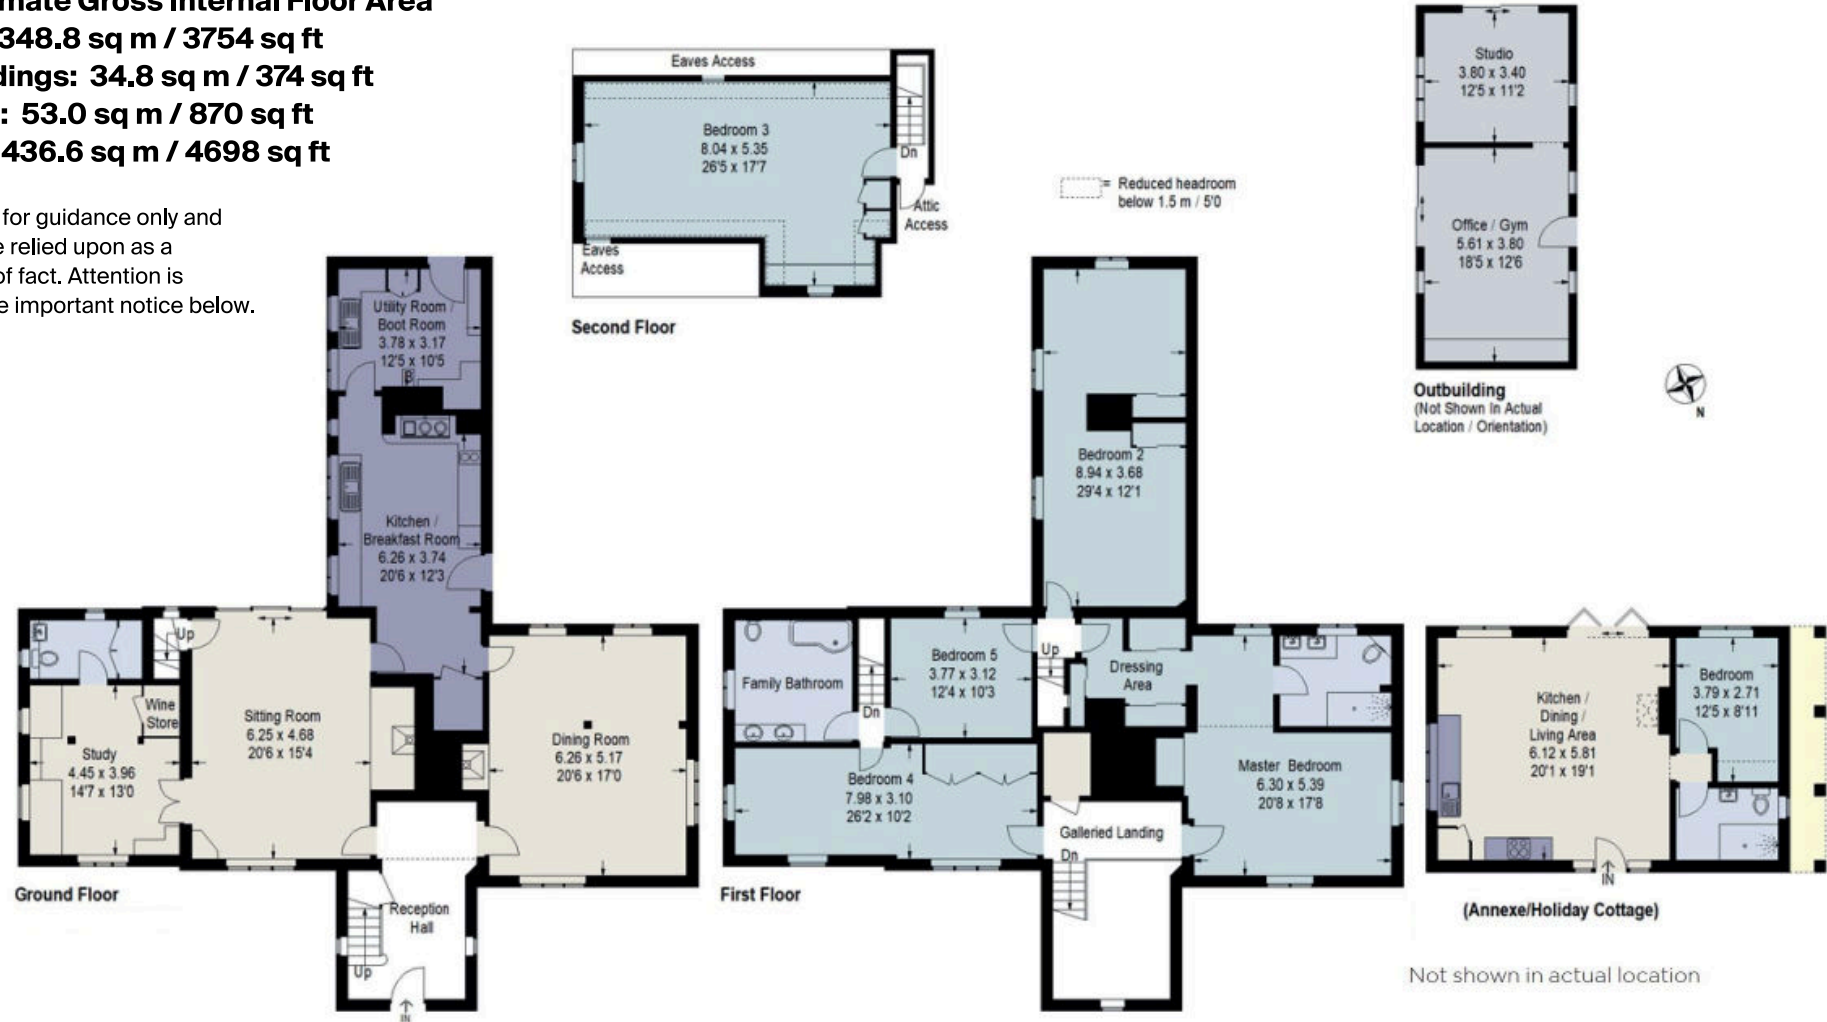 mate Gross Internal Floor Area
348.8 sq m / 3754 sq ft
dings: 34.8 sq m / 374 sq ft
: 53.0 sq m / 870 sq ft
436.6 sq m / 4698 sq ft
for guidance only and
e relied upon as a
of fact. Attention is
e important notice below.
Eaves Access
Bedroom 3
8.04 x 5.35
26'5 x 17'7
Dn
Attic
Access
Eaves
Access
Second Floor
= Reduced headroom
below 1.5 m / 5'0
Studio
3.80 x 3.40
12'5 x 11'2
Office / Gym
5.61 x 3.80
18'5 x 12'6
Outbuilding
(Not Shown In Actual
Location / Orientation)
N
Utility Room /
Boot Room
3.78 x 3.17
12'5 x 10'5
B
Kitchen /
Breakfast Room
6.26 x 3.74
20'6 x 12'3
Up
Wine
Store
Study
4.45 x 3.96
14'7 x 13'0
Sitting Room
6.25 x 4.68
20'6 x 15'4
Dining Room
6.26 x 5.17
20'6 x 17'0
Reception
Hall
Up
IN
Ground Floor
Bedroom 2
8.94 x 3.68
29'4 x 12'1
Family Bathroom
Dn
Bedroom 5
3.77 x 3.12
12'4 x 10'3
Up
Dressing
Area
Bedroom 4
7.98 x 3.10
26'2 x 10'2
Master Bedroom
6.30 x 5.39
20'8 x 17'8
Galleried Landing
Dn
First Floor
Kitchen /
Dining /
Living Area
6.12 x 5.81
20'1 x 19'1
Bedroom
3.79 x 2.71
12'5 x 8'11
IN
(Annexe/Holiday Cottage)
Not shown in actual location